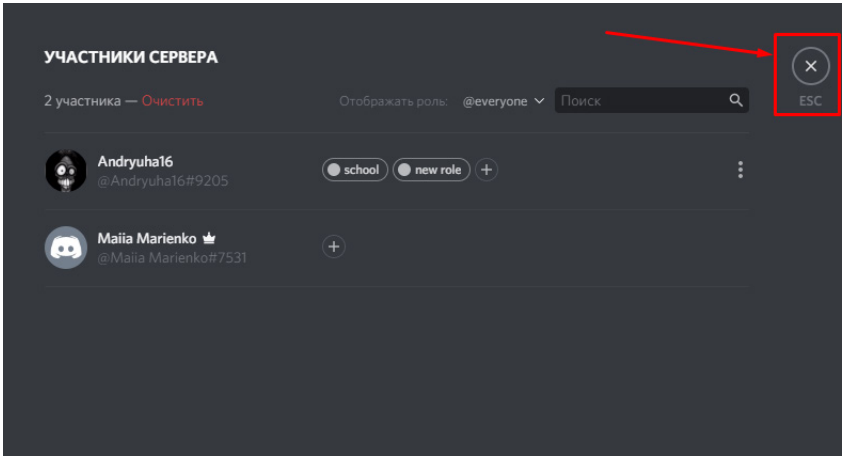 УЧАСТНИКИ СЕРВЕРА
2 участника — Очистить
Отображать роль: @everyone
Поиск
ESC
Andryuha16
@Andryuha16#9205
school
new role
Maiia Marienko
@Maiia Marienko#7531